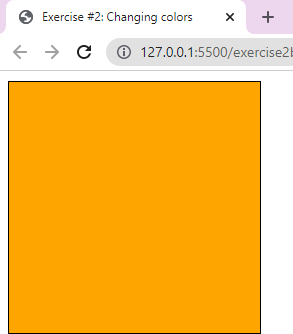 Exercise #2: Changing colors
127.0.0.1:5500/exercise2